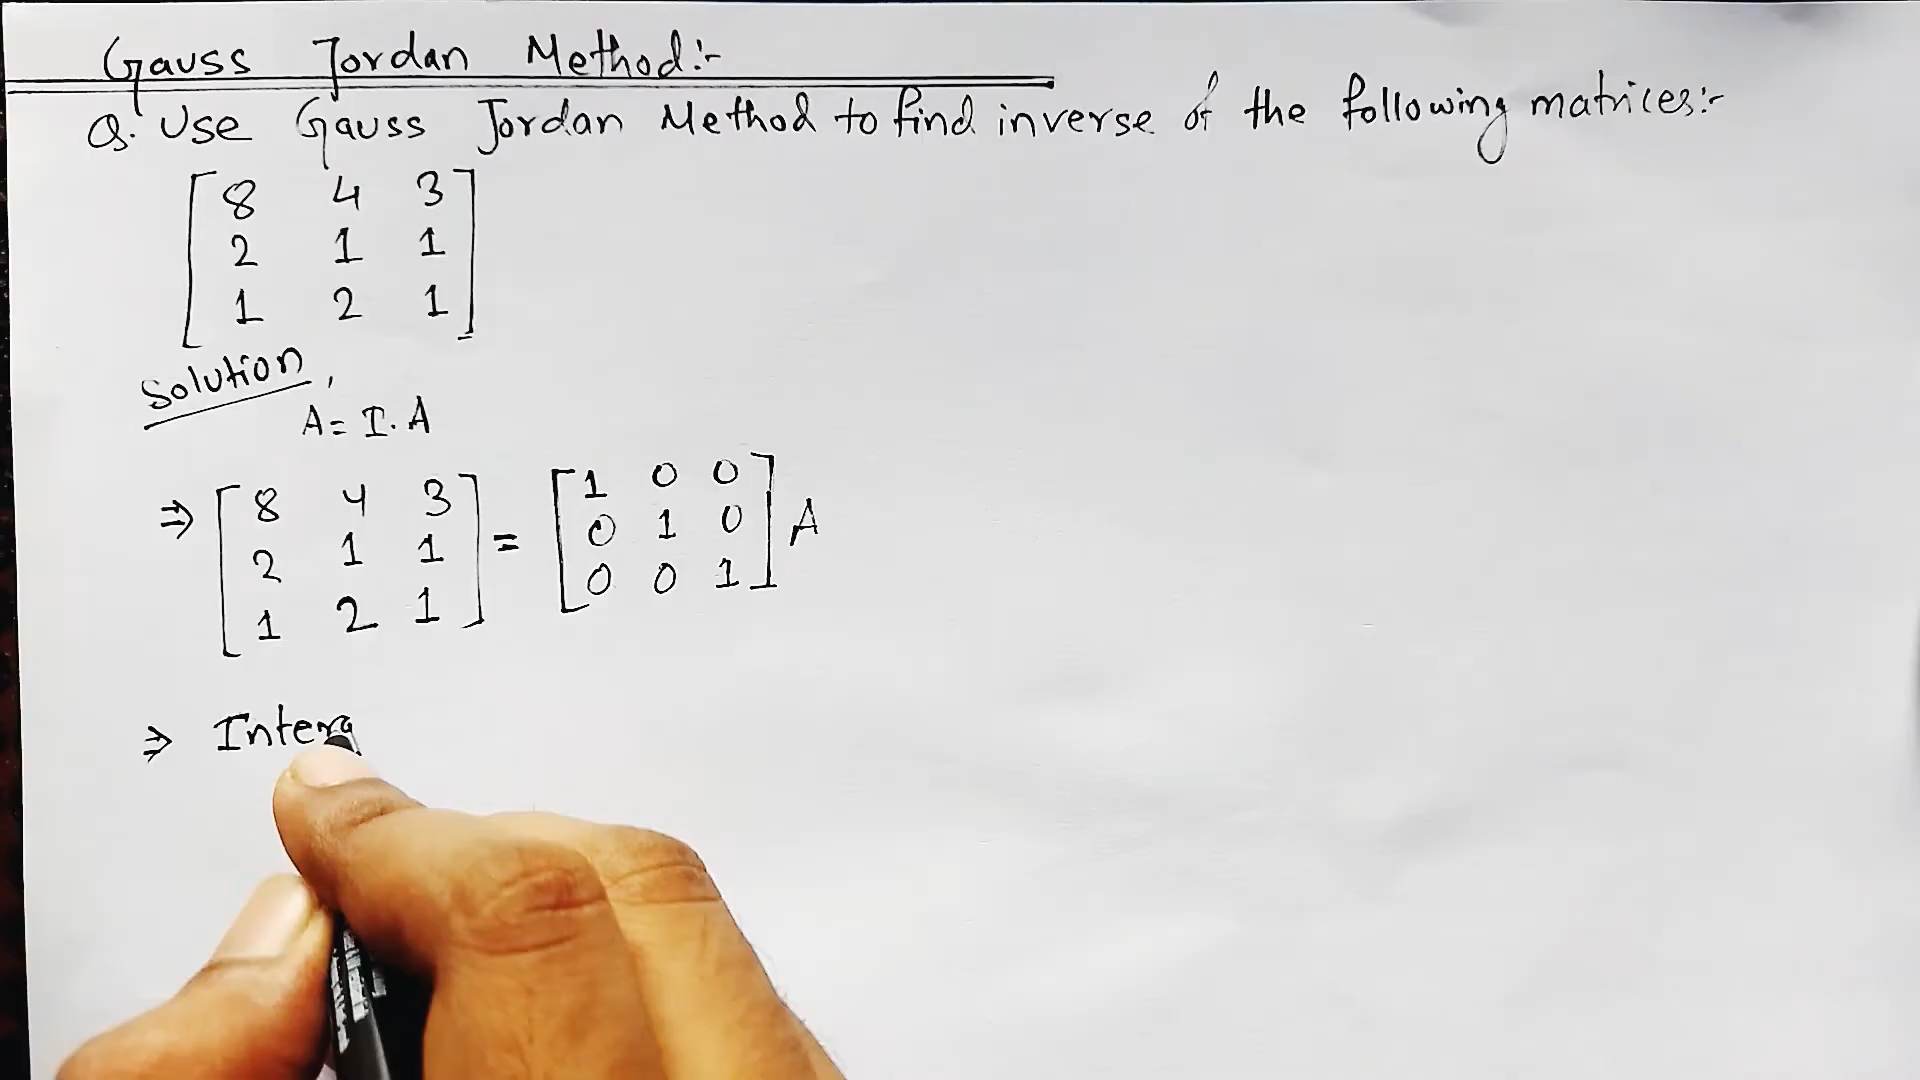 Gauss Jordan Method:-
Q. Use Gauss Jordan Method to find inverse of the following matrices:-
8 4 3
2 1 1
1 2 1
Solution,
A = I. A
⇒ [8 4 3] = [1 0 0] A
2 1 1 0 1 0
1 2 1 0 0 1
⇒ Inter